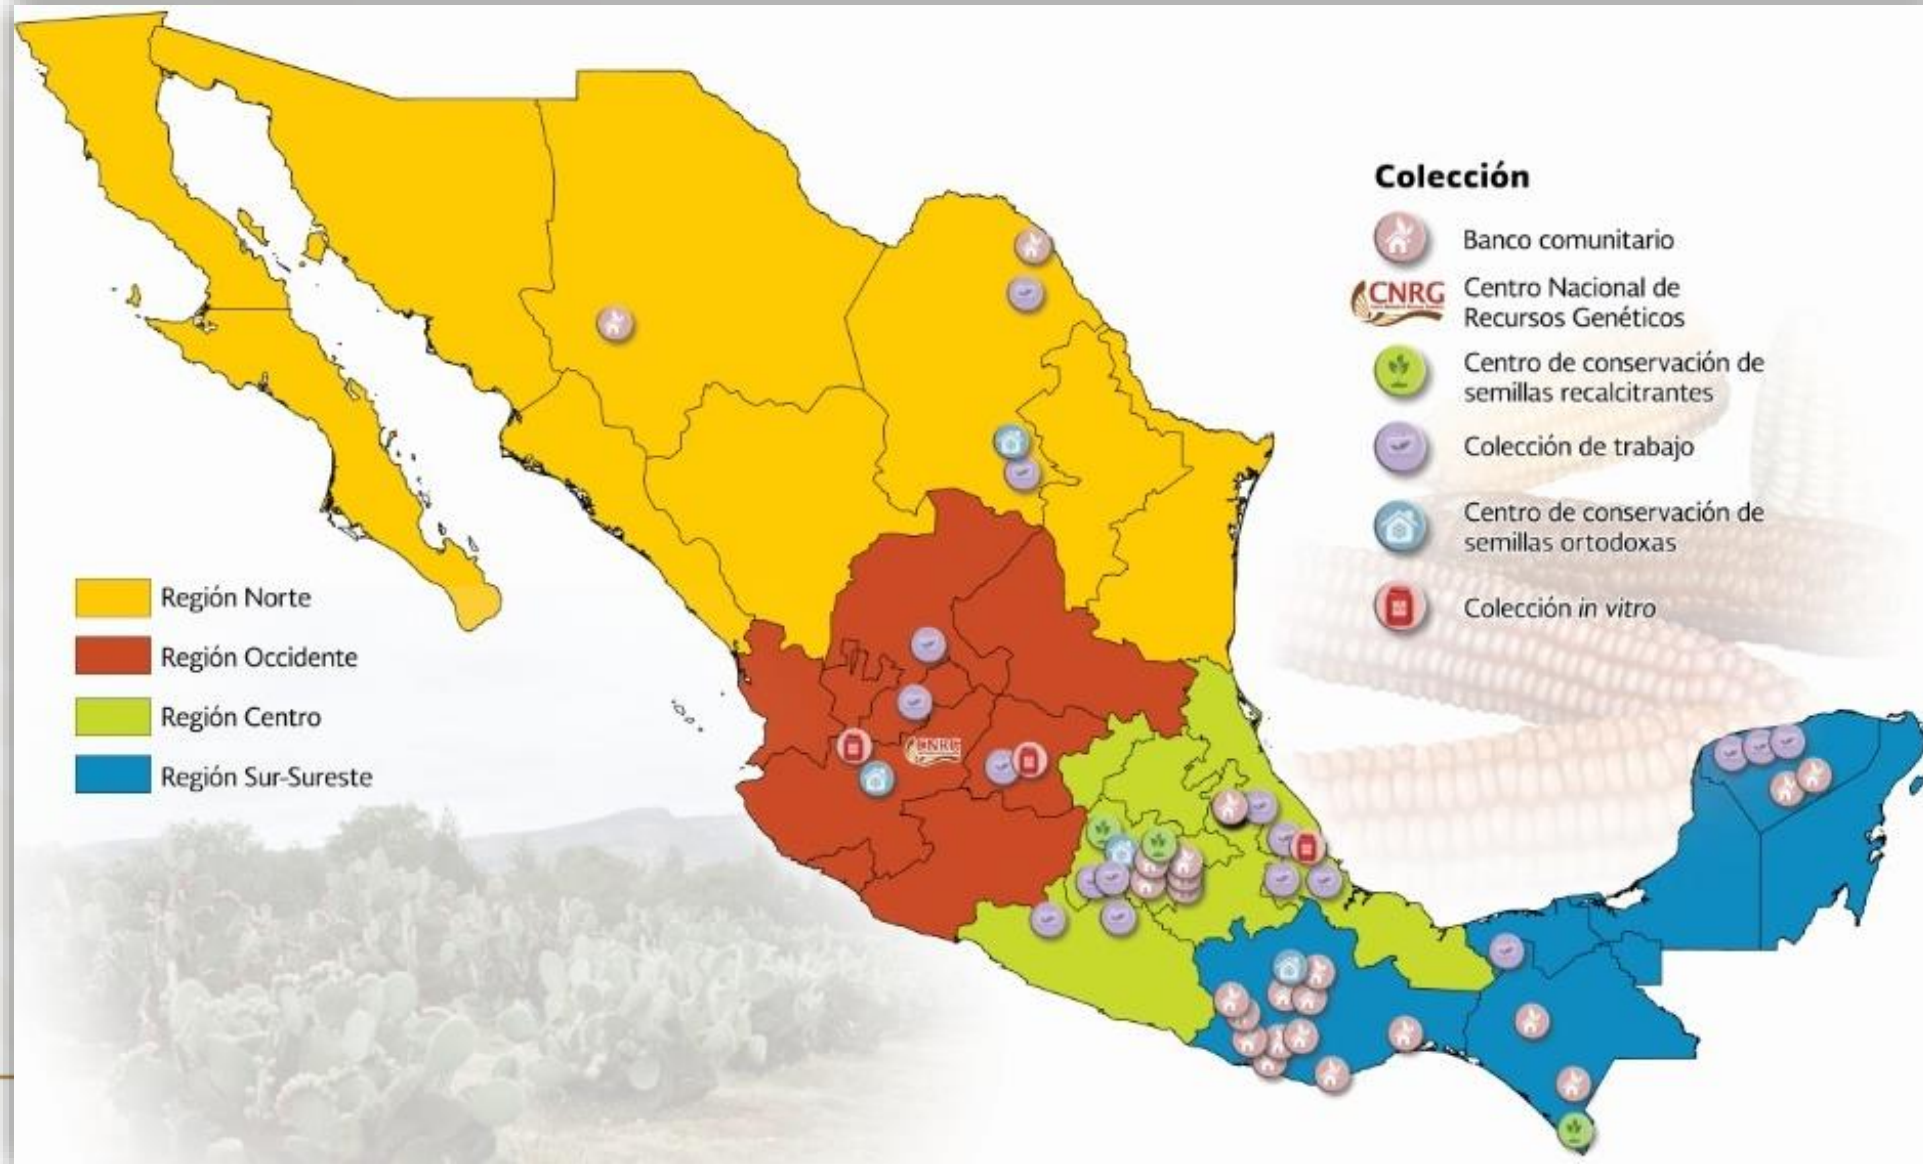 Colección
Banco comunitario
CNRG
Centro Nacional de
Recursos Genéticos
Centro de conservación de
semillas recalcitrantes
Colección de trabajo
Centro de conservación de
semillas ortodoxas
Colección in vitro
Región Norte
Región Occidente
Región Centro
Región Sur-Sureste
CNRG